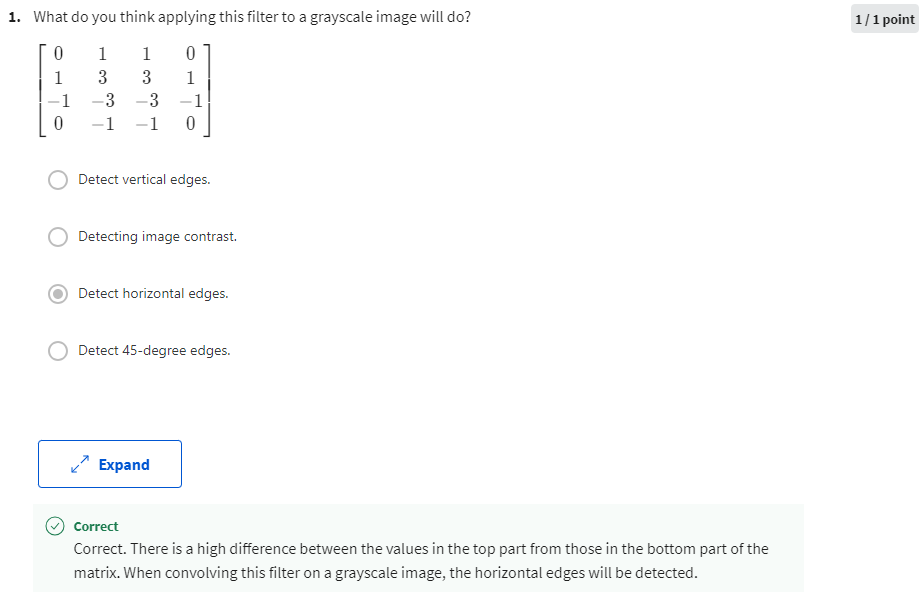 1. What do you think applying this filter to a grayscale image will do?
1 / 1 point
0 1 1 0
1 3 3 1
−1 −3 −3 −1
0 −1 −1 0
Detect vertical edges.
Detecting image contrast.
Detect horizontal edges.
Detect 45-degree edges.
Expand
Correct
Correct. There is a high difference between the values in the top part from those in the bottom part of the
matrix. When convolving this filter on a grayscale image, the horizontal edges will be detected.